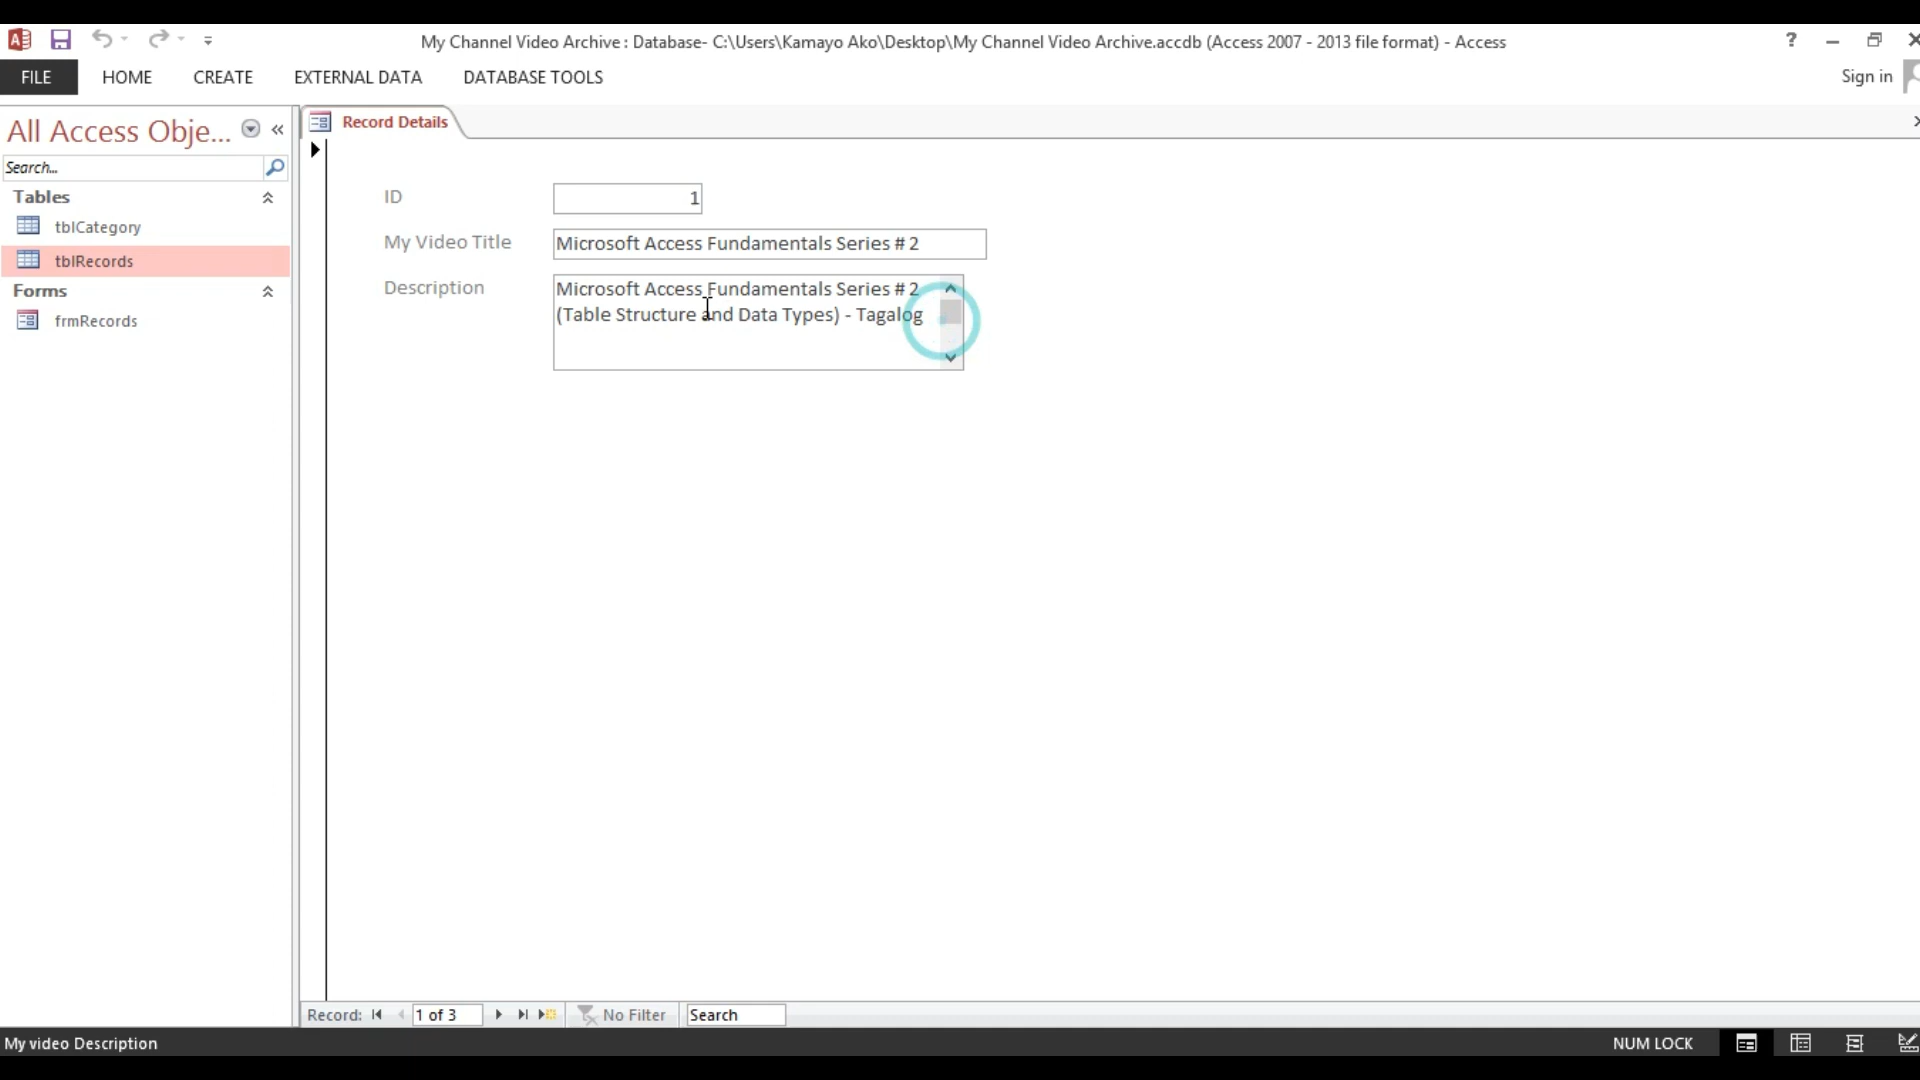 My Channel Video Archive : Database- C:\Users\Kamayo Ako\Desktop\My Channel Video Archive.accdb (Access 2007 - 2013 file format) - Access
?
FILE HOME CREATE EXTERNAL DATA DATABASE TOOLS
Sign in
All Access Obje...
Record Details
Search...
Tables
tblCategory
tblRecords
Forms
frmRecords
ID 1
My Video Title Microsoft Access Fundamentals Series # 2
Description Microsoft Access Fundamentals Series # 2
(Table Structure and Data Types) - Tagalog
Record: 1 of 3 No Filter Search
My video Description
NUM LOCK